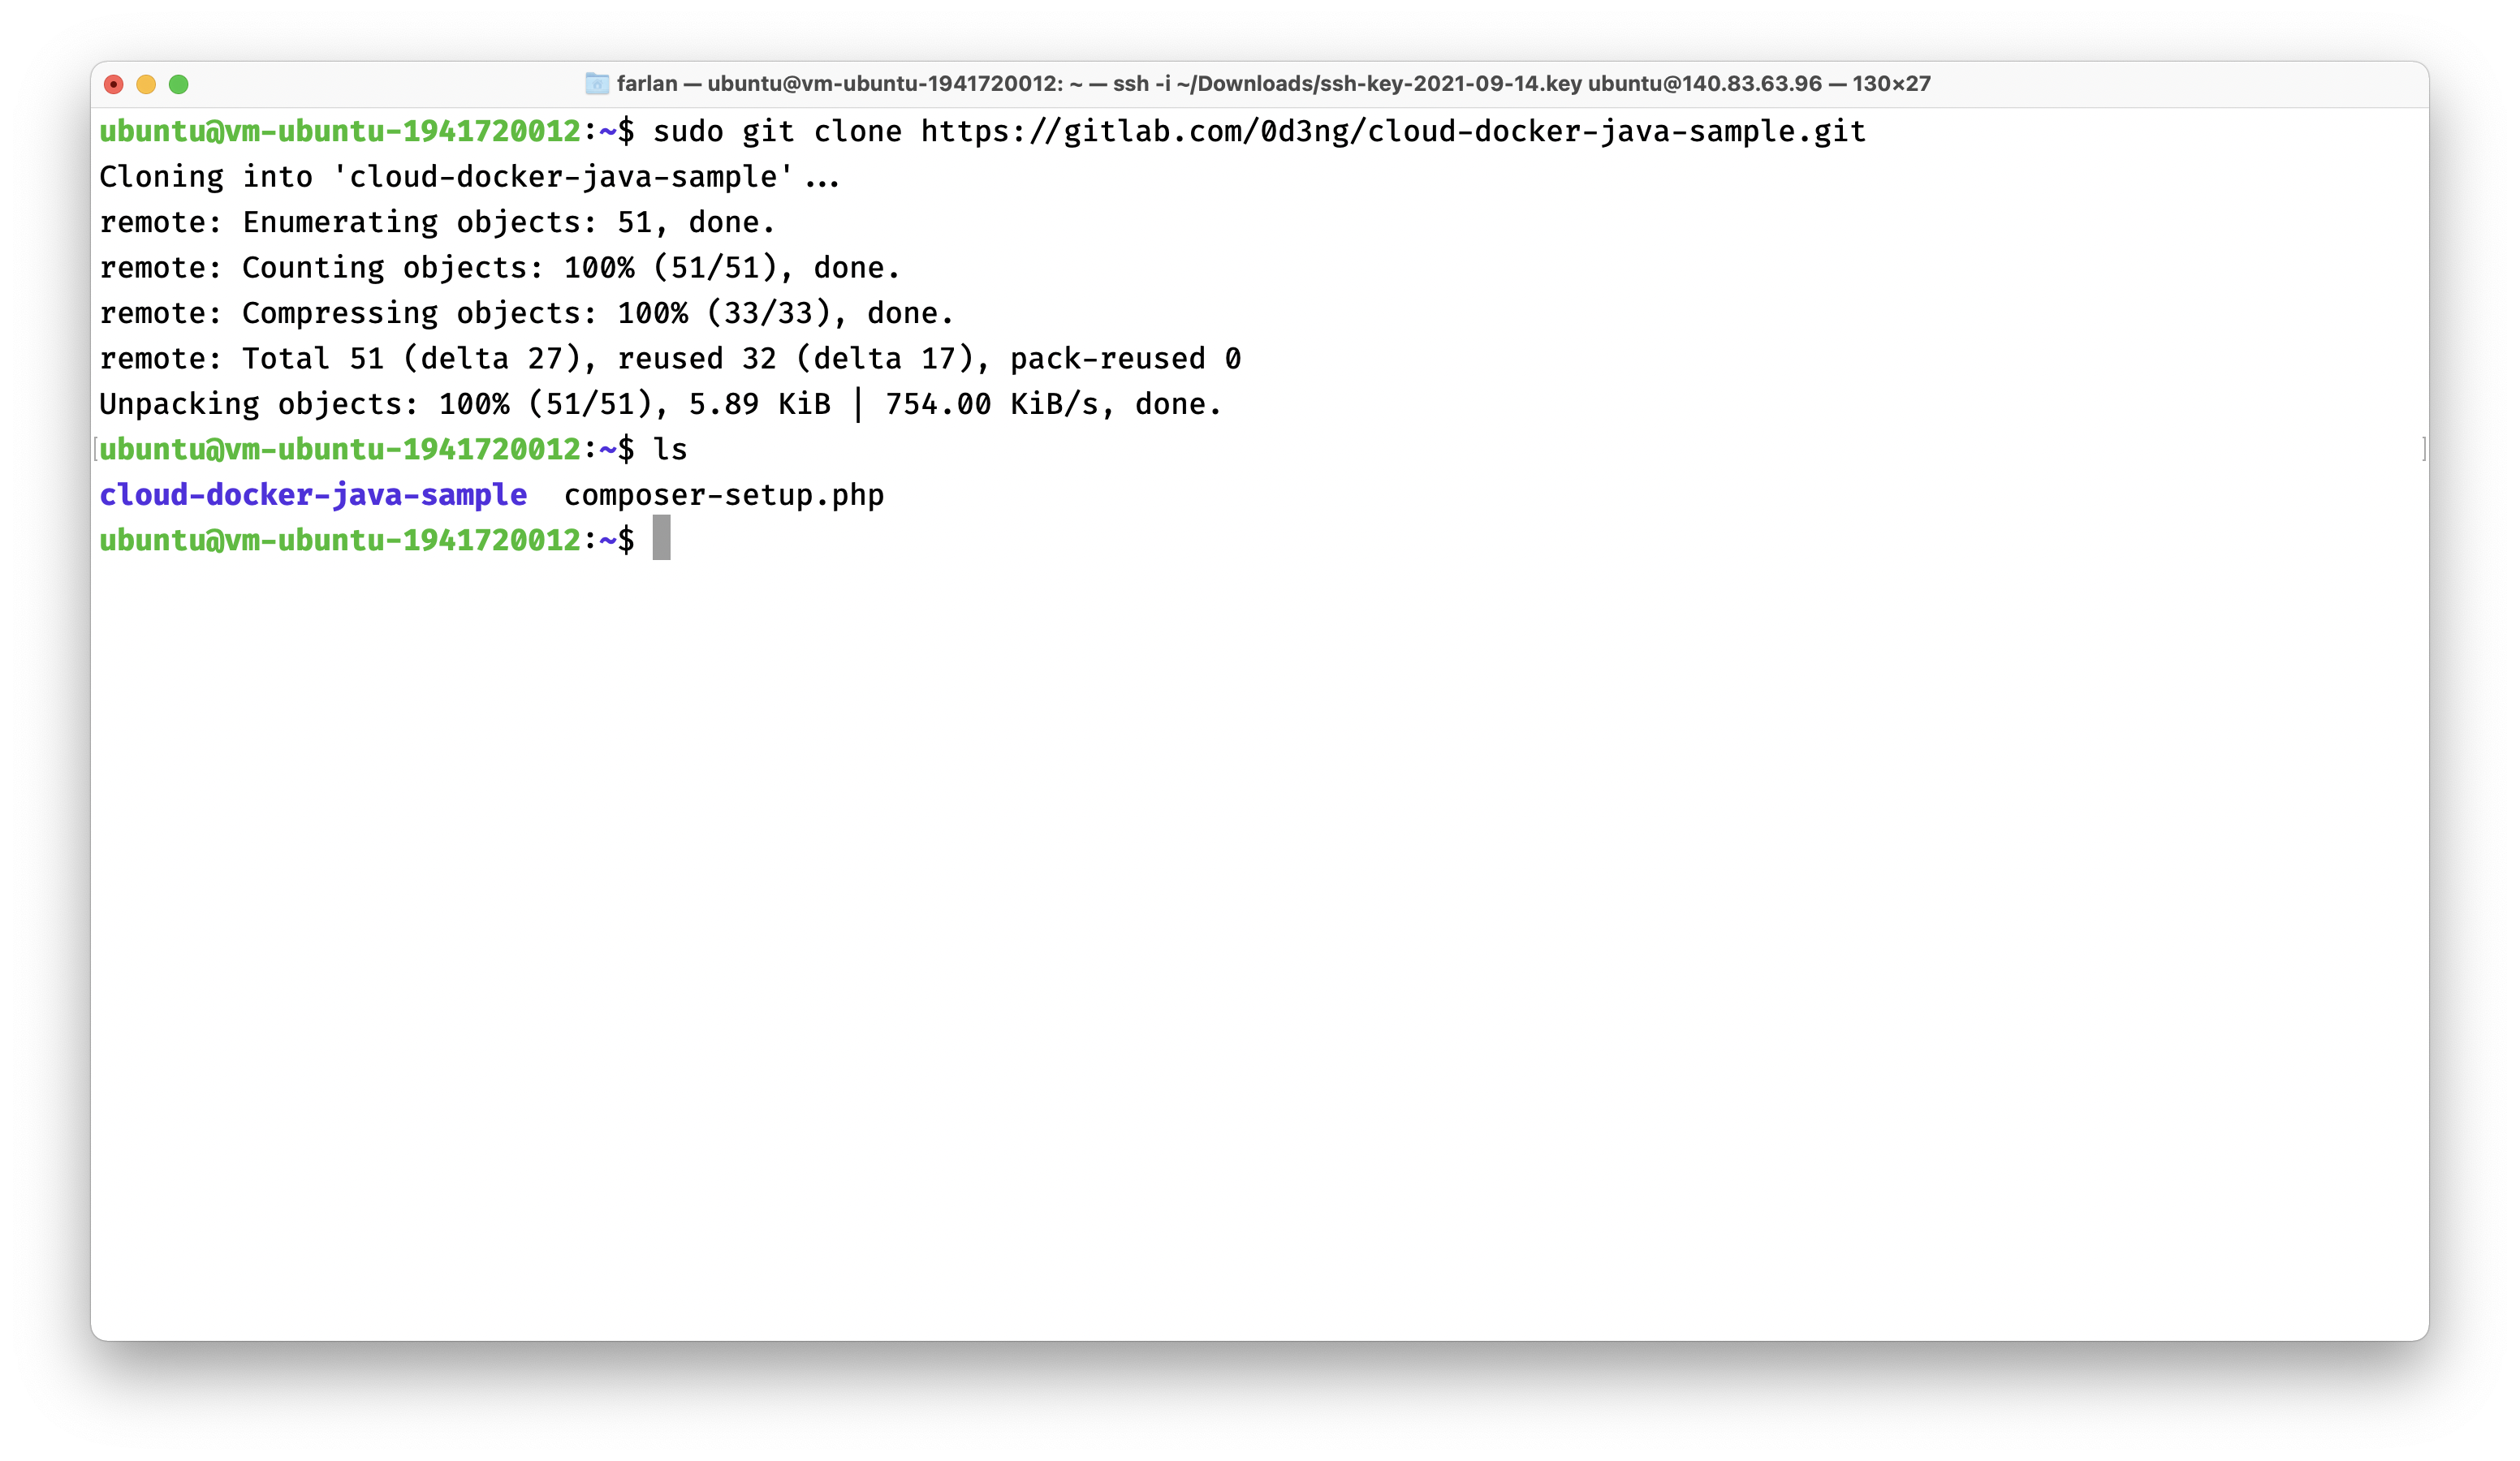 farlan — ubuntu@vm-ubuntu-1941720012: ~ — ssh -i ~/Downloads/ssh-key-2021-09-14.key ubuntu@140.83.63.96 — 130×27
ubuntu@vm-ubuntu-1941720012:~$ sudo git clone https://gitlab.com/0d3ng/cloud-docker-java-sample.git
Cloning into 'cloud-docker-java-sample'...
remote: Enumerating objects: 51, done.
remote: Counting objects: 100% (51/51), done.
remote: Compressing objects: 100% (33/33), done.
remote: Total 51 (delta 27), reused 32 (delta 17), pack-reused 0
Unpacking objects: 100% (51/51), 5.89 KiB | 754.00 KiB/s, done.
[ubuntu@vm-ubuntu-1941720012:~$ ls ]
cloud-docker-java-sample  composer-setup.php
ubuntu@vm-ubuntu-1941720012:~$